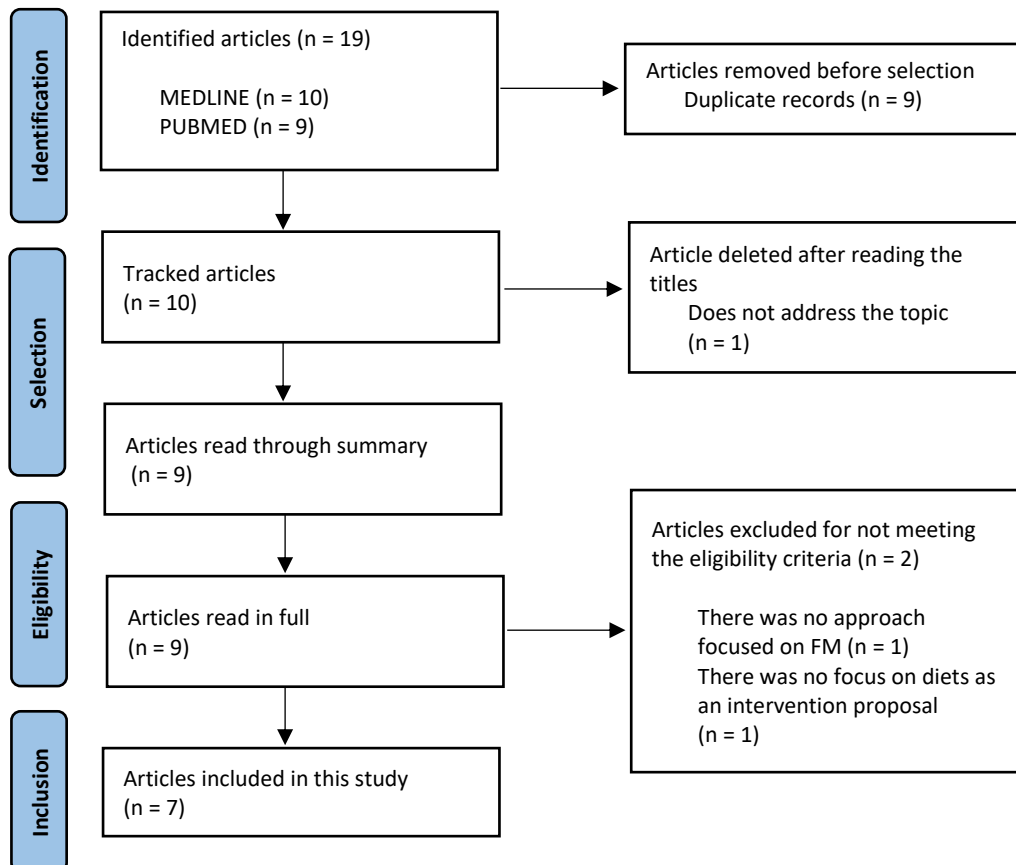 Identification
Identified articles (n = 19)
MEDLINE (n = 10)
PUBMED (n = 9)
Articles removed before selection
Duplicate records (n = 9)
Selection
Tracked articles
(n = 10)
Article deleted after reading the
titles
Does not address the topic
(n = 1)
Articles read through summary
(n = 9)
Eligibility
Articles read in full
(n = 9)
Articles excluded for not meeting
the eligibility criteria (n = 2)
There was no approach
focused on FM (n = 1)
There was no focus on diets as
an intervention proposal
(n = 1)
Inclusion
Articles included in this study
(n = 7)